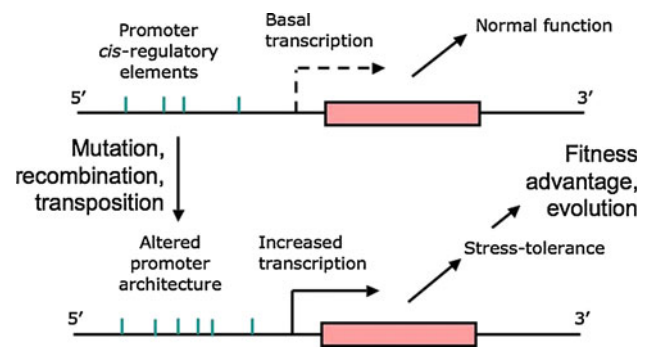 Promoter
cis-regulatory
elements
Basal
transcription
Normal function
5′
3′
Mutation,
recombination,
transposition
Fitness
advantage,
evolution
Altered
promoter
architecture
Increased
transcription
Stress-tolerance
5′
3′